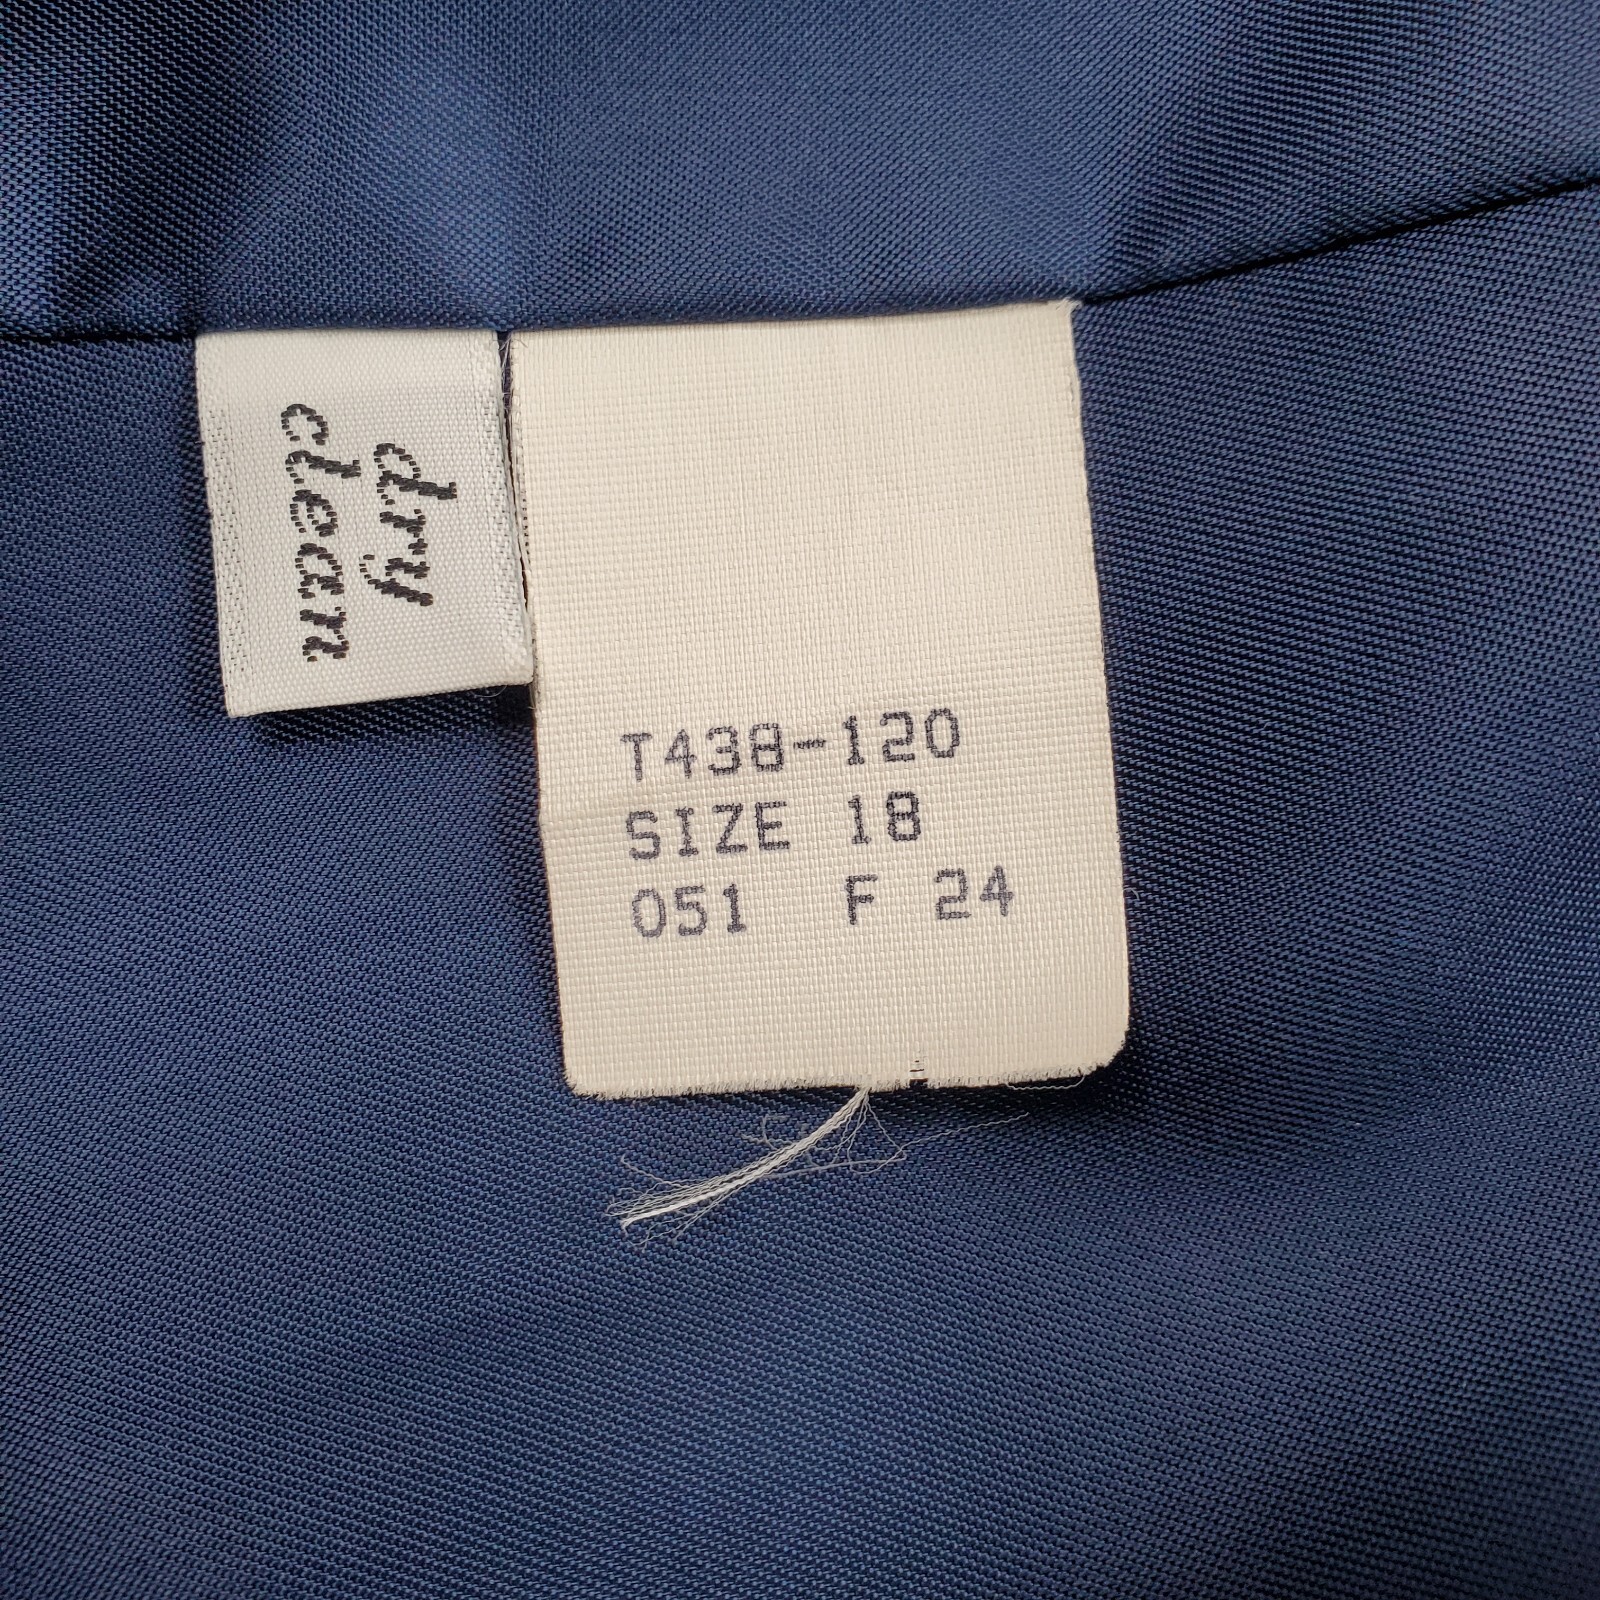 dry
clean
T438-120
SIZE 18
051 F 24